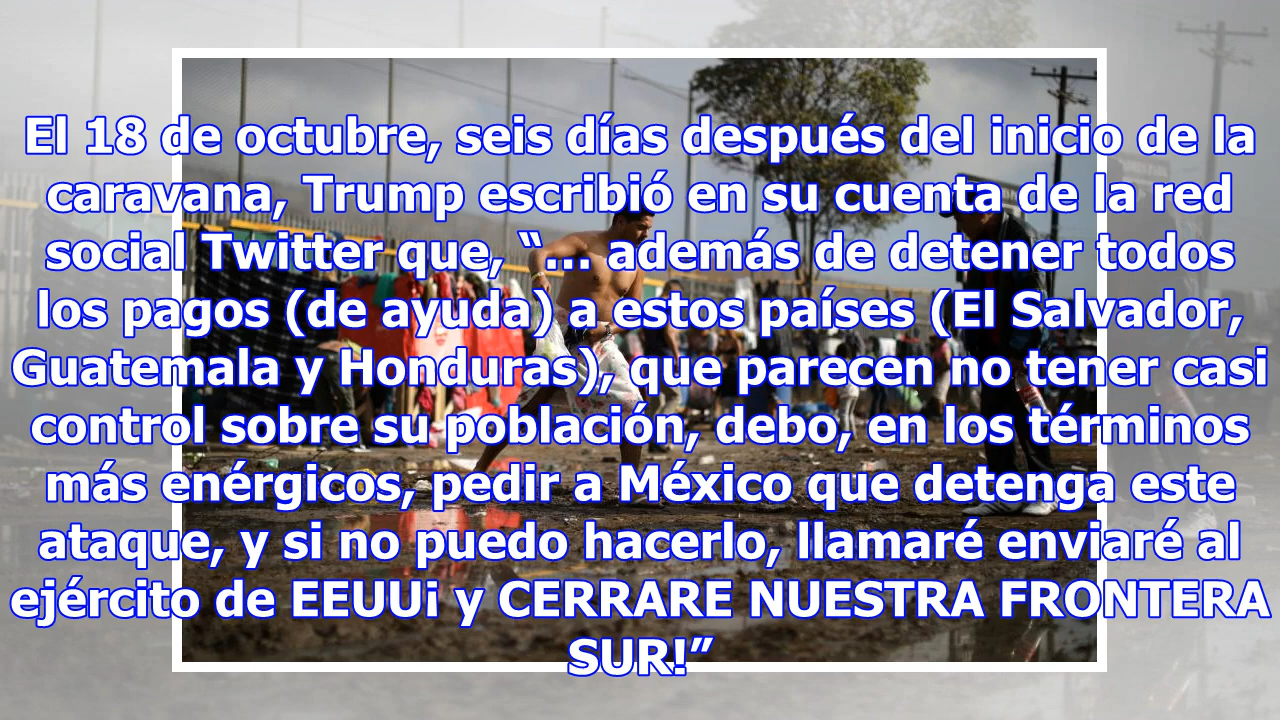 El 18 de octubre, seis días después del inicio de la
caravana, Trump escribió en su cuenta de la red
social Twitter que, “ ... además de detener todos
los pagos (de ayuda) a estos países (El Salvador,
Guatemala y Honduras), que parecen no tener casi
control sobre su población, debo, en los términos
más enérgicos, pedir a México que detenga este
ataque, y si no puedo hacerlo, llamaré enviaré al
ejército de EEUUi y CERRARE NUESTRA FRONTERA
SUR!”